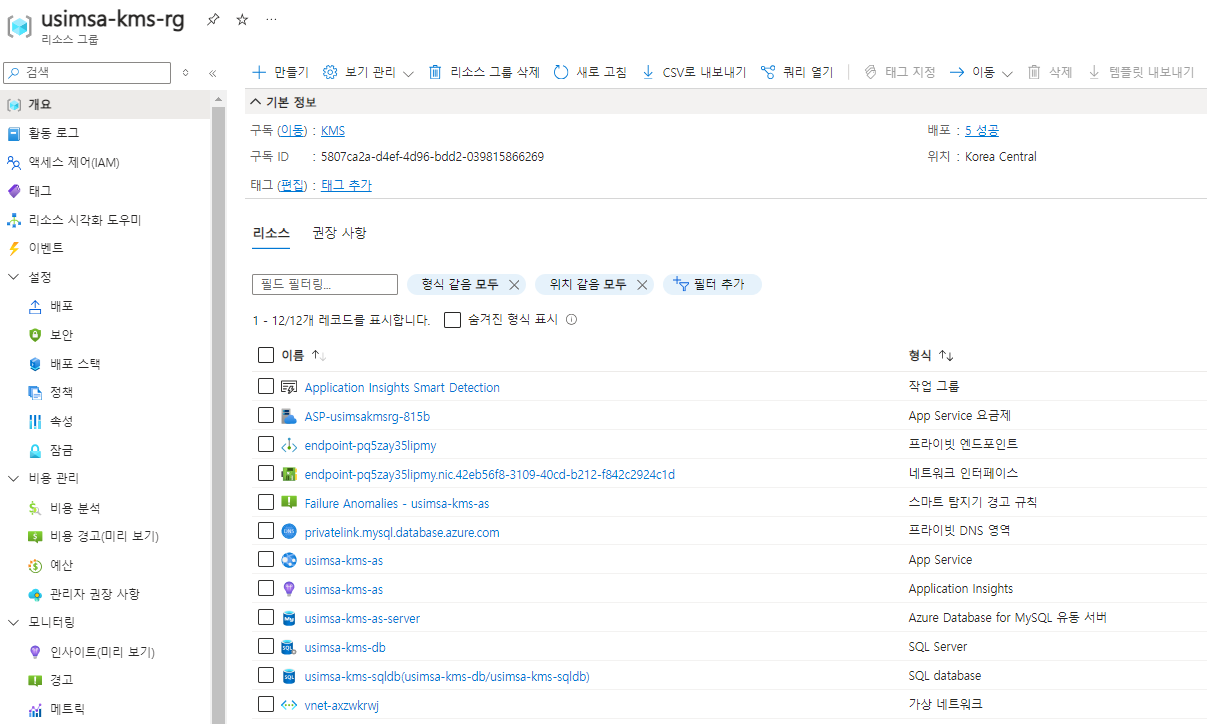 usimsa-kms-rg
리소스 그룹
검색
만들기 보기 관리 리소스 그룹 삭제 새로 고침 CSV로 내보내기 쿼리 열기 태그 지정 이동 삭제 템플릿 내보내기
개요
활동 로그
액세스 제어(IAM)
태그
리소스 시각화 도우미
이벤트
설정
배포
보안
배포 스택
정책
속성
잠금
비용 관리
비용 분석
비용 경고(미리 보기)
예산
관리자 권장 사항
모니터링
인사이트(미리 보기)
경고
메트릭
기본 정보
구독 (이동) : KMS
구독 ID : 5807ca2a-d4ef-4d96-bdd2-039815866269
태그 (편집) : 태그 추가
배포 : 5 성공
위치 : Korea Central
리소스 권장 사항
필드 필터링... 형식 같음 모두 위치 같음 모두 필터 추가
1 - 12/12개 레코드를 표시합니다. 숨겨진 형식 표시
이름 형식
Application Insights Smart Detection 작업 그룹
ASP-usimsakmsrg-815b App Service 요금제
endpoint-pq5zay35lipmy 프라이빗 엔드포인트
endpoint-pq5zay35lipmy.nic.42eb56f8-3109-40cd-b212-f842c2924c1d 네트워크 인터페이스
Failure Anomalies - usimsa-kms-as 스마트 탐지기 경고 규칙
privatelink.mysql.database.azure.com 프라이빗 DNS 영역
usimsa-kms-as App Service
usimsa-kms-as Application Insights
usimsa-kms-as-server Azure Database for MySQL 유동 서버
usimsa-kms-db SQL Server
usimsa-kms-sqldb(usimsa-kms-db/usimsa-kms-sqldb) SQL database
vnet-axzwkrwj 가상 네트워크